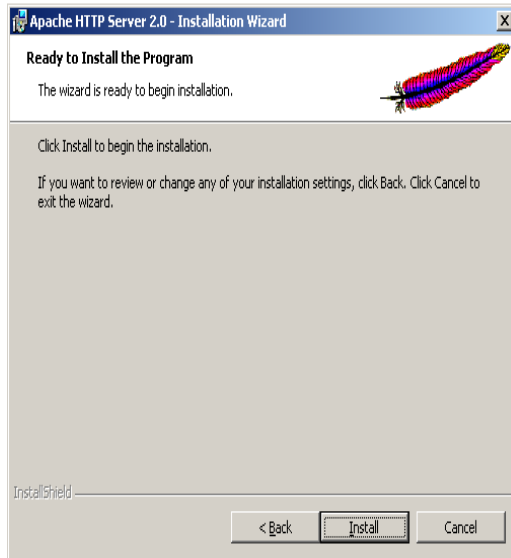 Apache HTTP Server 2.0 - Installation Wizard
Ready to Install the Program
The wizard is ready to begin installation.
Click Install to begin the installation.
If you want to review or change any of your installation settings, click Back. Click Cancel to
exit the wizard.
InstallShield
< Back
Install
Cancel